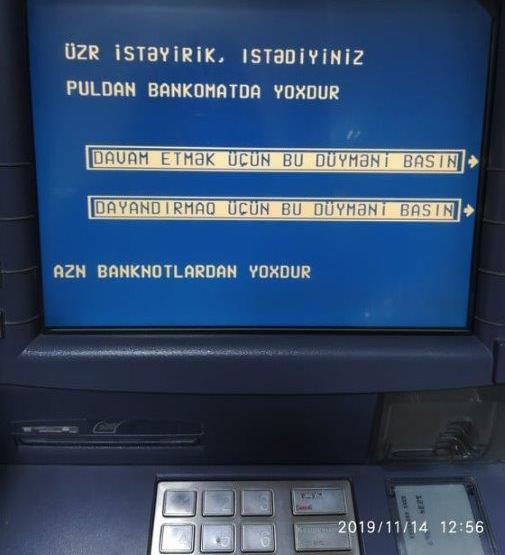 ÜZR İSTƏYİRİK, ISTƏDİYİNİZ
PULDAN BANKOMATDA YOXDUR
DAVAM ETMƏK ÜÇÜN BU DÜYMƏNİ BASIN
DAYANDIRMAQ ÜÇÜN BU DÜYMƏNİ BASIN
AZN BANKNOTLARDAN YOXDUR
2019/11/14 12:56